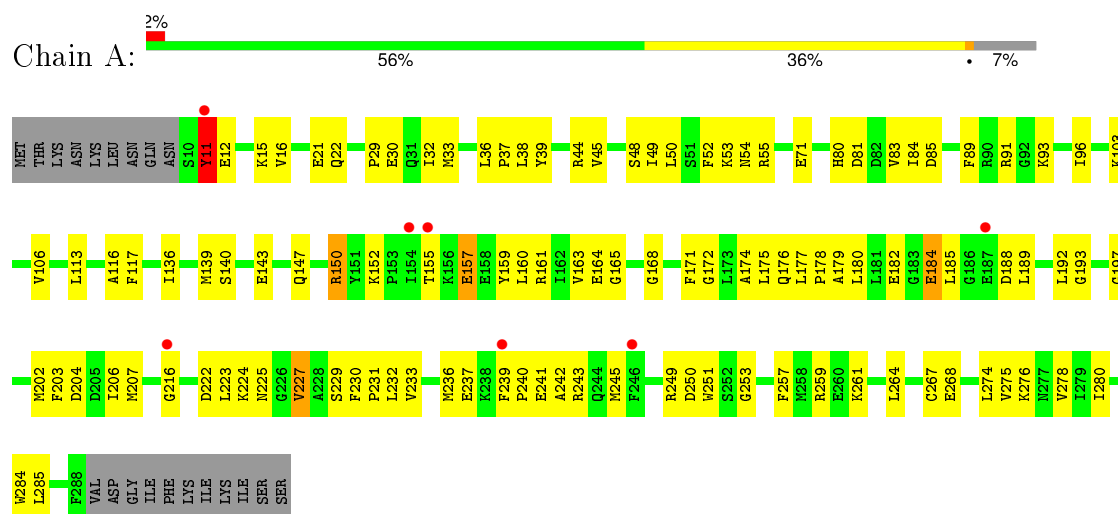 2%
Chain A:
56% 36% • 7%
MET THR LYS ASN LYS LEU ASN GLN ASN S10 Y11 E12 K15 V16 E21 Q22 P29 E30 Q31 I32 M33 L36 P37 L38 Y39 R44 V45 S48 I49 L50 S51 F52 K53 N54 R55 E71 H80 D81 D82 V83 I84 D85 F89 R90 R91 G92 K93 I96 K103
V106 L113 A116 F117 I136 M139 S140 E143 Q147 R150 Y151 K152 P153 I154 T155 K156 E157 E158 Y159 L160 R161 I162 V163 E164 G165 G168 F171 G172 L173 A174 L175 Q176 L177 P178 A179 L180 L181 E182 G183 E184 L185 G186 E187 D188 L189 L192 G193 G197
M202 F203 D204 D205 I206 M207 G216 D222 L223 K224 N225 G226 V227 A228 S229 F230 P231 L232 V233 M236 E237 K238 F239 P240 E241 A242 R243 Q244 M245 F246 R249 D250 W251 S252 G253 F257 M258 R259 E260 K261 L264 C267 E268 L274 V275 K276 N277 V278 I279 I280
W284 L285 F288 VAL ASP GLY ILE PHE LYS ILE LYS ILE SER SER